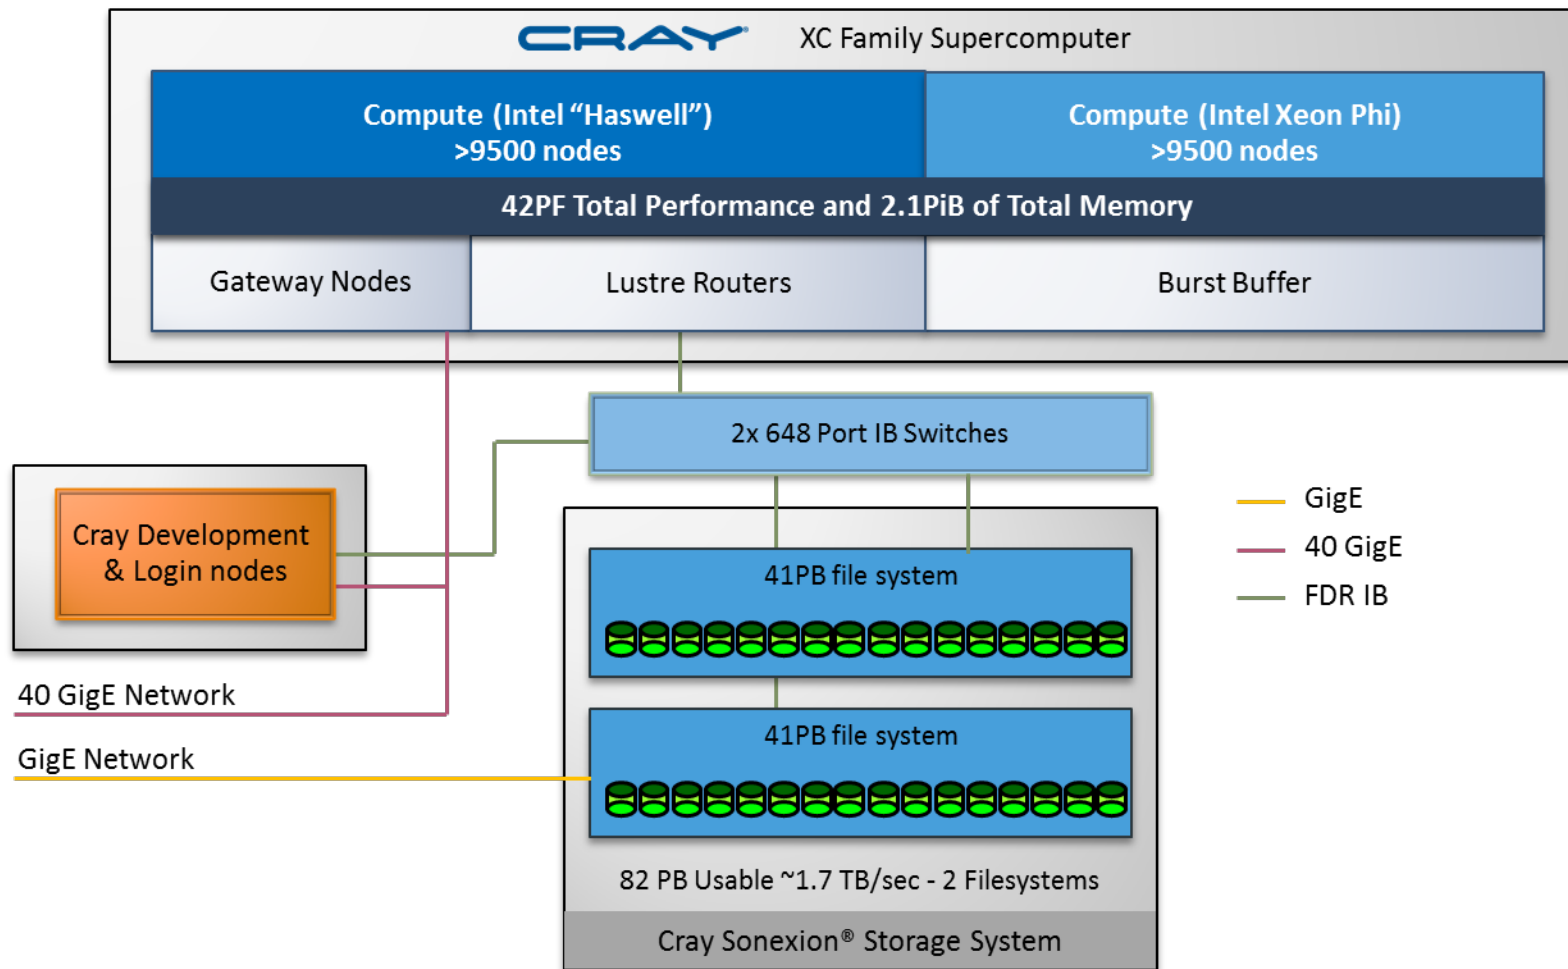 CRAY XC Family Supercomputer
Compute (Intel “Haswell”)
>9500 nodes
Compute (Intel Xeon Phi)
>9500 nodes
42PF Total Performance and 2.1PiB of Total Memory
Gateway Nodes
Lustre Routers
Burst Buffer
2x 648 Port IB Switches
Cray Development
& Login nodes
GigE
40 GigE
FDR IB
41PB file system
40 GigE Network
41PB file system
GigE Network
82 PB Usable ~1.7 TB/sec - 2 Filesystems
Cray Sonexion® Storage System